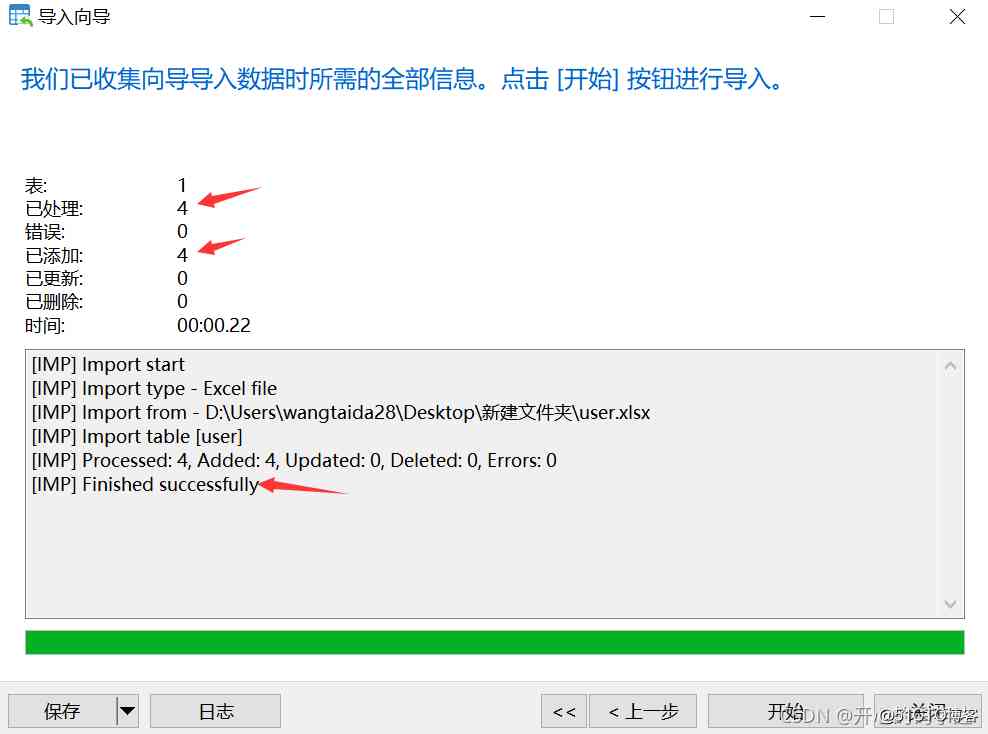 导入向导
我们已收集向导导入数据时所需的全部信息。点击 [开始] 按钮进行导入。
表: 1
已处理: 4
错误: 0
已添加: 4
已更新: 0
已删除: 0
时间: 00:00.22
[IMP] Import start
[IMP] Import type - Excel file
[IMP] Import from - D:\Users\wangtaida28\Desktop\新建文件夹\user.xlsx
[IMP] Import table [user]
[IMP] Processed: 4, Added: 4, Updated: 0, Deleted: 0, Errors: 0
[IMP] Finished successfully
保存 日志 << < 上一步 开始 关闭
CSDN @开心
@51CTO博客